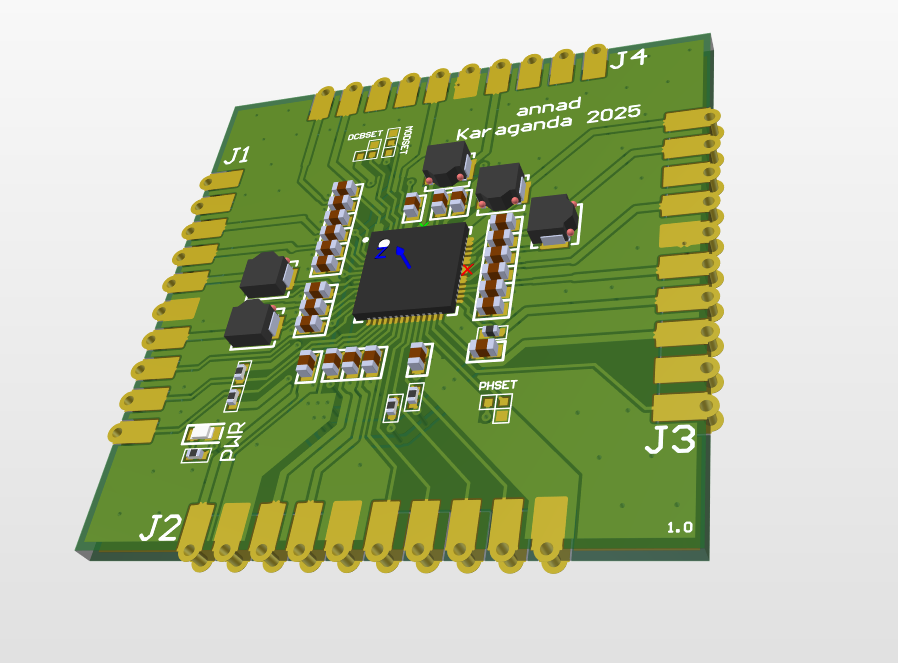 J4
annad
Karaganda 2025
DCBSET
MODSET
J1
Z
X
PHSET
PWR
J3
J2
1.0